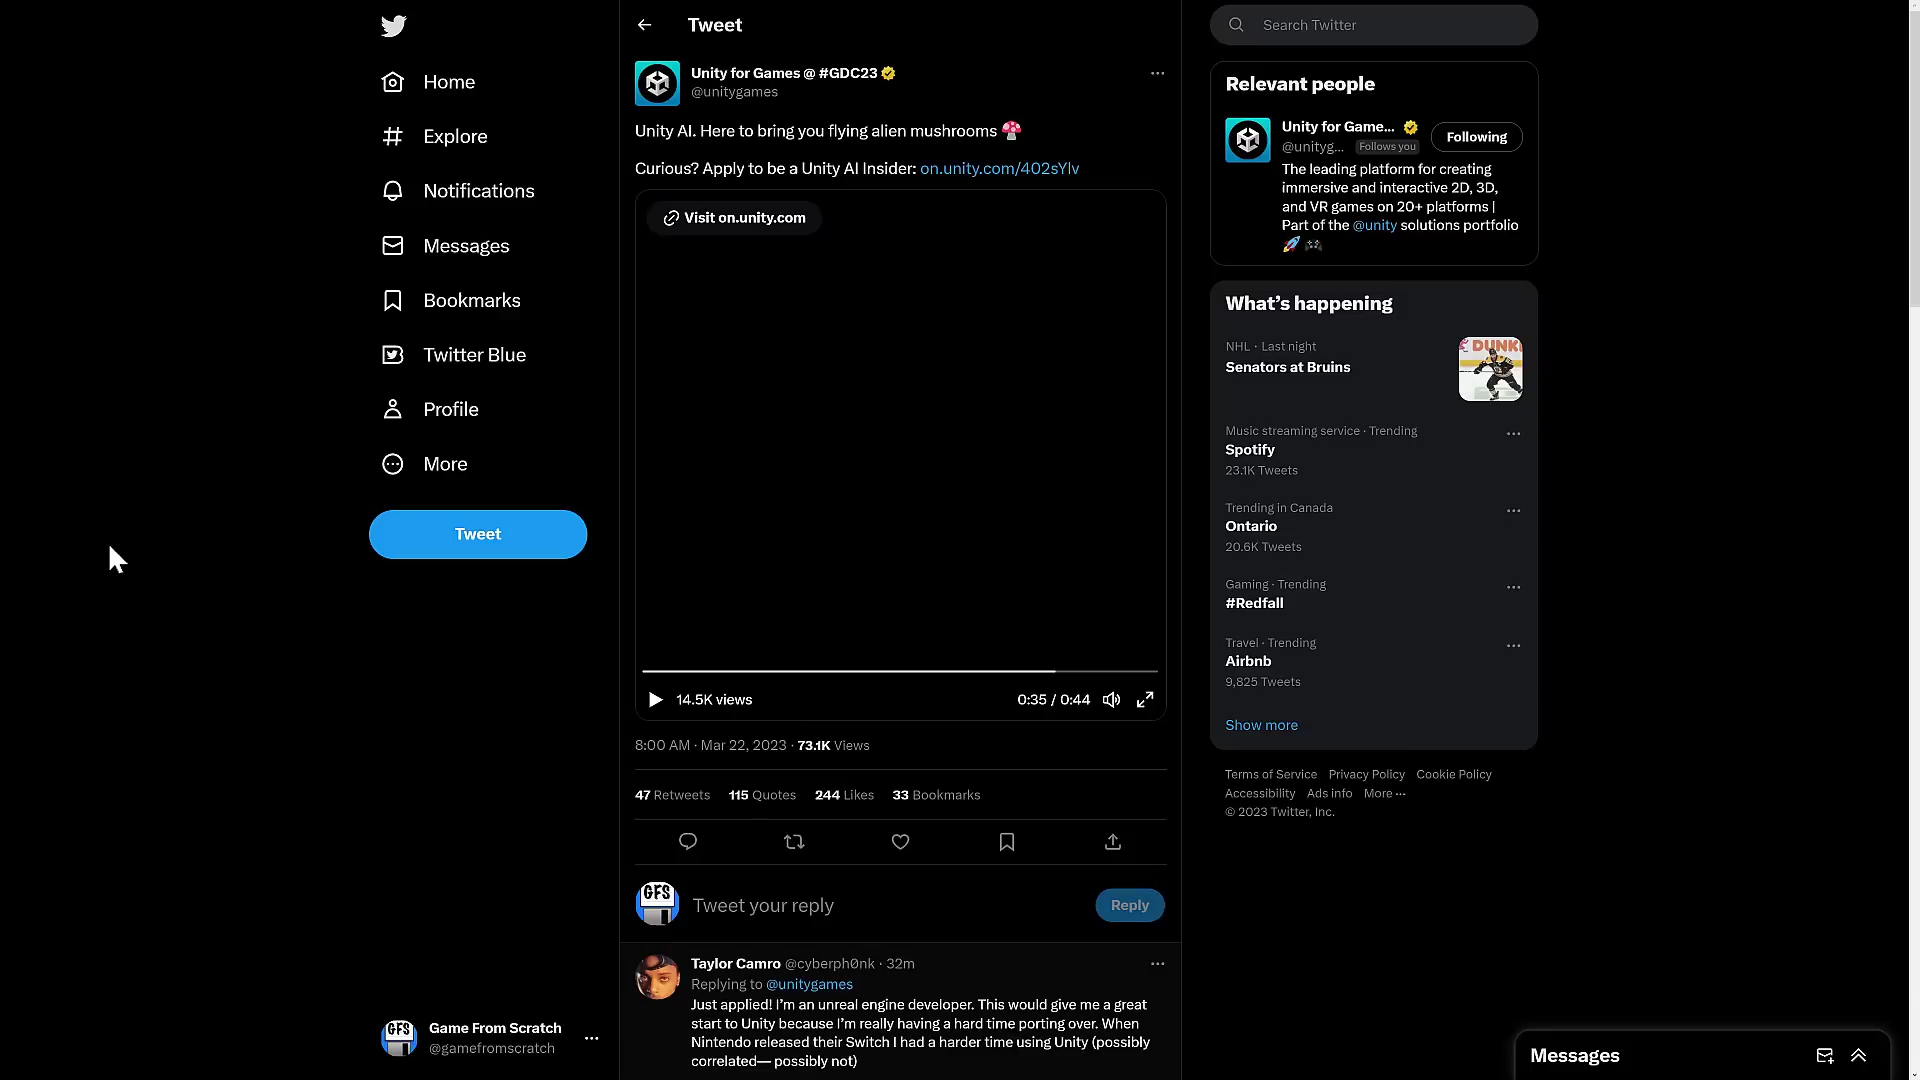 Home
Explore
Notifications
Messages
Bookmarks
Twitter Blue
Profile
More
Tweet
GFS
Game From Scratch
@gamefromscratch
Tweet
Unity for Games @ #GDC23
@unitygames
Unity AI. Here to bring you flying alien mushrooms 🍄
Curious? Apply to be a Unity AI Insider: on.unity.com/402sYlv
Visit on.unity.com
14.5K views
0:35 / 0:44
8:00 AM · Mar 22, 2023 · 73.1K Views
47 Retweets 115 Quotes 244 Likes 33 Bookmarks
GFS
Tweet your reply
Reply
Taylor Camro @cyberph0nk · 32m
Replying to @unitygames
Just applied! I'm an unreal engine developer. This would give me a great
start to Unity because I'm really having a hard time porting over. When
Nintendo released their Switch I had a harder time using Unity (possibly
correlated— possibly not)
Search Twitter
Relevant people
Unity for Game...
@unityg... Follows you
Following
The leading platform for creating
immersive and interactive 2D, 3D,
and VR games on 20+ platforms |
Part of the @unity solutions portfolio
🚀 🎮
What's happening
NHL · Last night
Senators at Bruins
DUNK
Music streaming service · Trending
Spotify
23.1K Tweets
Trending in Canada
Ontario
20.6K Tweets
Gaming · Trending
#Redfall
Travel · Trending
Airbnb
9,825 Tweets
Show more
Terms of Service Privacy Policy Cookie Policy
Accessibility Ads info More ···
© 2023 Twitter, Inc.
Messages